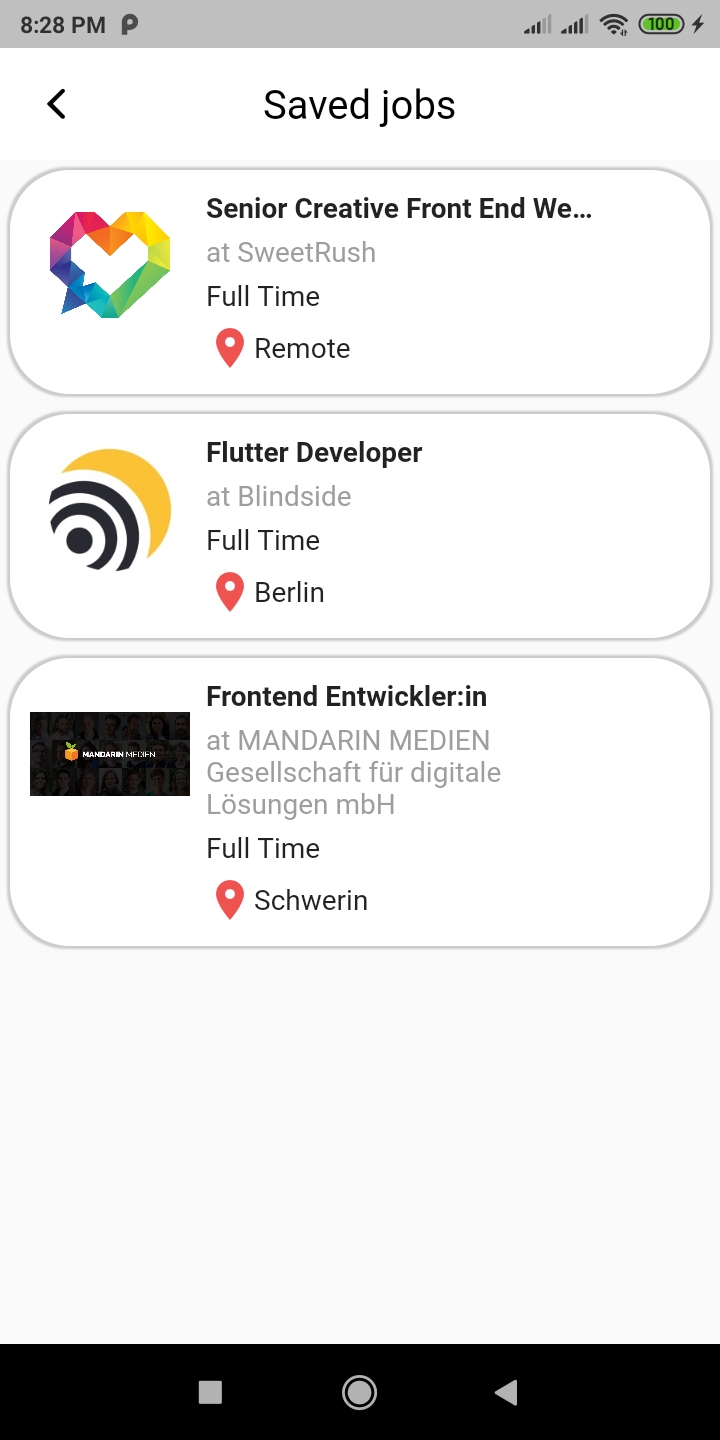 8:28 PM
100
Saved jobs
Senior Creative Front End We...
at SweetRush
Full Time
Remote
Flutter Developer
at Blindside
Full Time
Berlin
Frontend Entwickler:in
MANDARIN MEDIEN
at MANDARIN MEDIEN
Gesellschaft für digitale
Lösungen mbH
Full Time
Schwerin